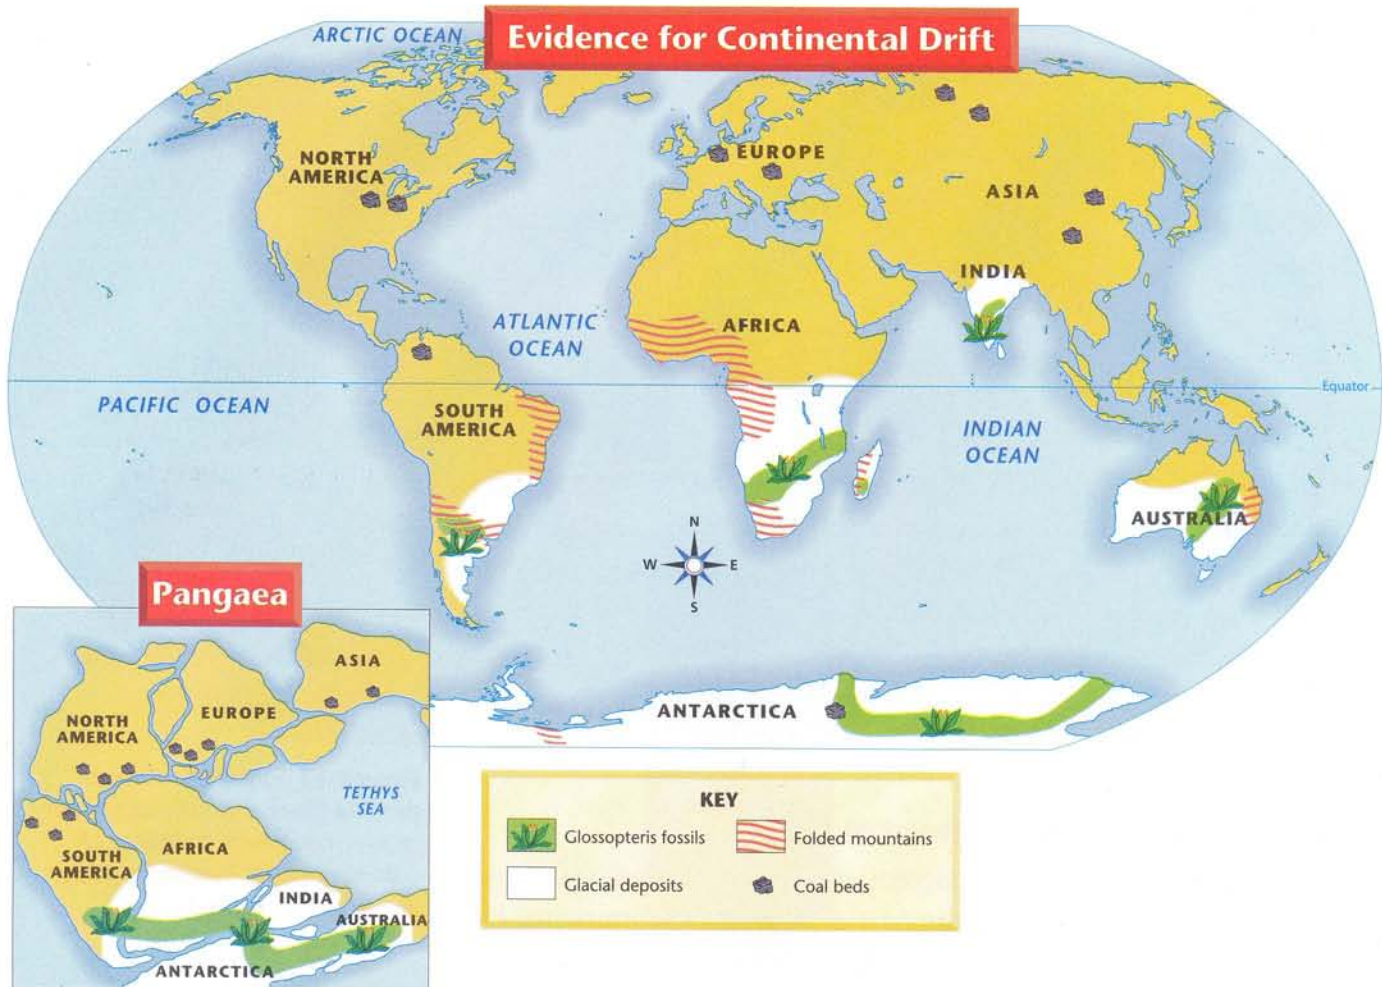 Evidence for Continental Drift
ARCTIC OCEAN
NORTH
AMERICA
EUROPE
ASIA
INDIA
ATLANTIC
OCEAN
AFRICA
Equator
PACIFIC OCEAN
SOUTH
AMERICA
INDIAN
OCEAN
AUSTRALIA
N
W
E
S
ANTARCTICA
Pangaea
ASIA
EUROPE
NORTH
AMERICA
TETHYS
SEA
AFRICA
SOUTH
AMERICA
INDIA
AUSTRALIA
ANTARCTICA
KEY
Glossopteris fossils
Folded mountains
Glacial deposits
Coal beds